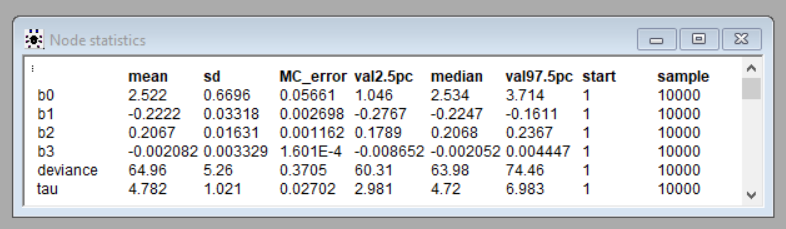 Node statistics
mean sd MC_error val2.5pc median val97.5pc start sample
b0 2.522 0.6696 0.05661 1.046 2.534 3.714 1 10000
b1 -0.2222 0.03318 0.002698 -0.2767 -0.2247 -0.1611 1 10000
b2 0.2067 0.01631 0.001162 0.1789 0.2068 0.2367 1 10000
b3 -0.002082 0.003329 1.601E-4 -0.008652 -0.002052 0.004447 1 10000
deviance 64.96 5.26 0.3705 60.31 63.98 74.46 1 10000
tau 4.782 1.021 0.02702 2.981 4.72 6.983 1 10000